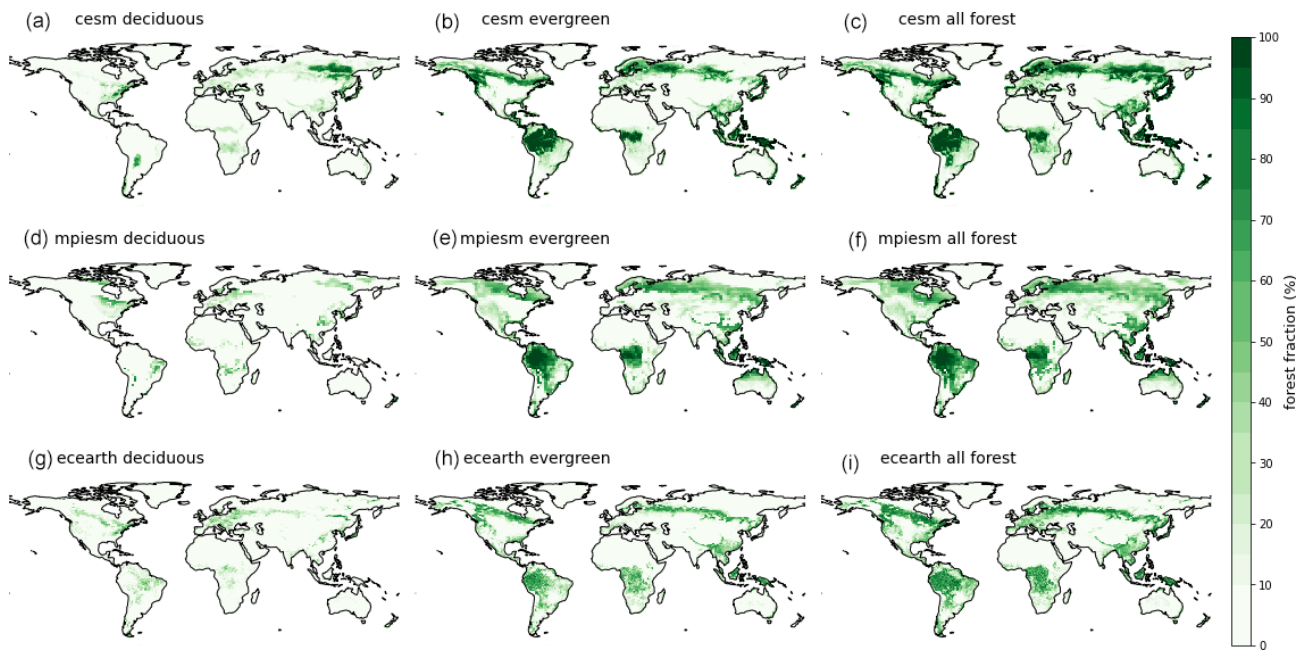 (a) cesm deciduous
(b) cesm evergreen
(c) cesm all forest
(d) mpiesm deciduous
(e) mpiesm evergreen
(f) mpiesm all forest
(g) ecearth deciduous
(h) ecearth evergreen
(i) ecearth all forest
100
90
80
70
60
50
40
30
20
10
0
forest fraction (%)